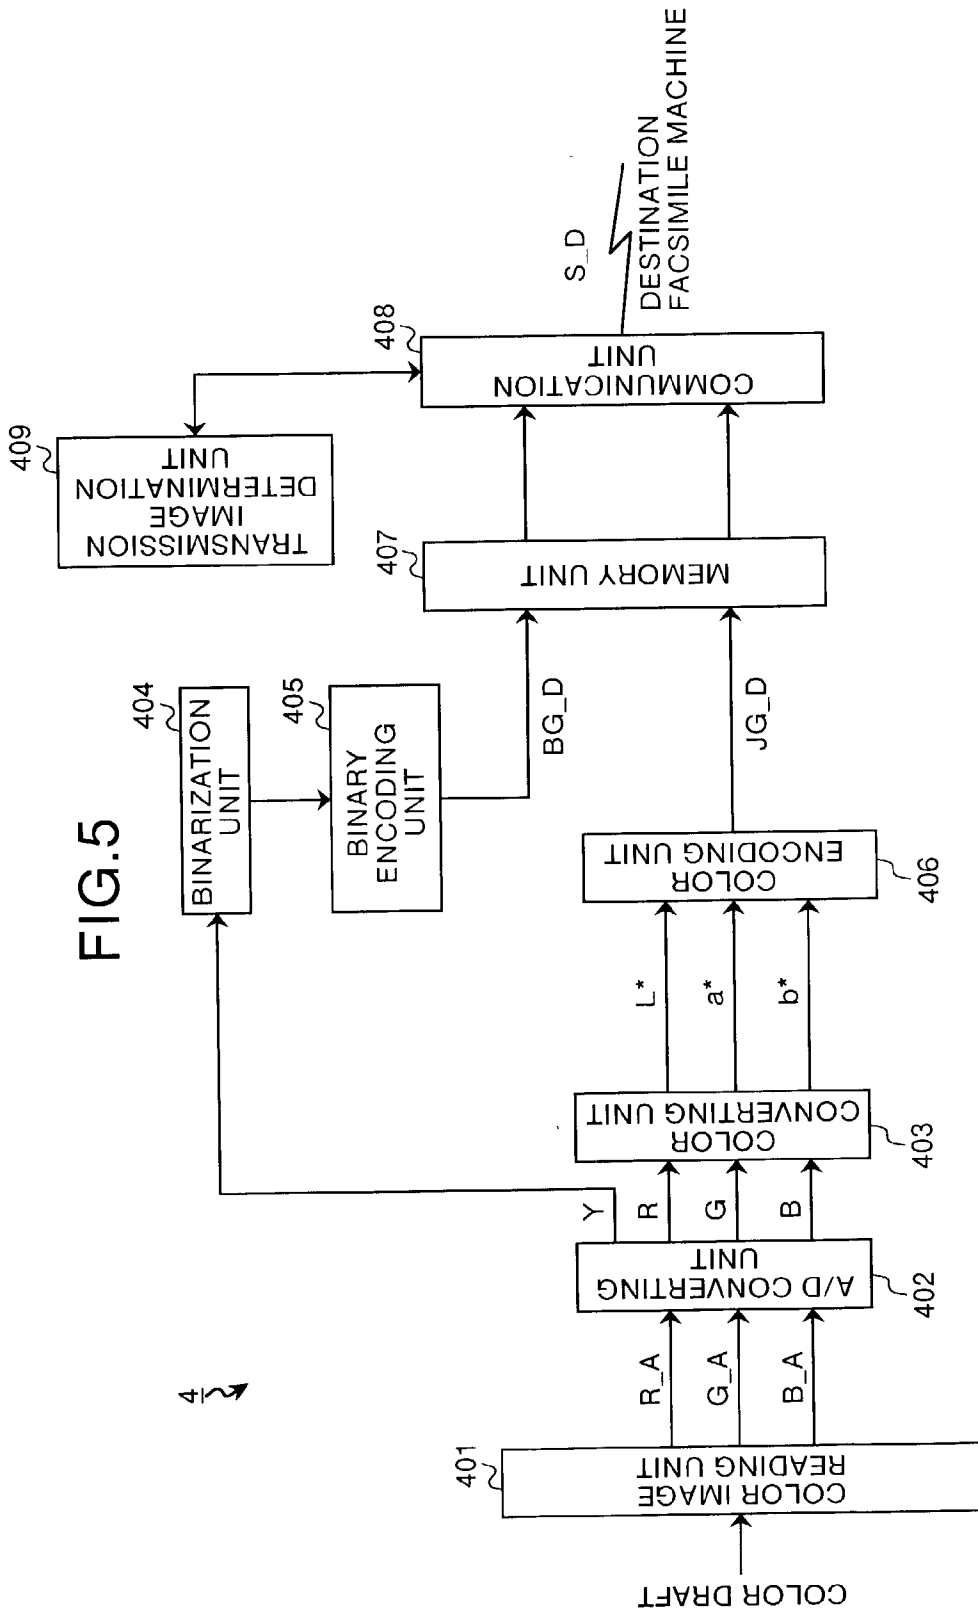 FIG.5
4
COLOR DRAFT
401
COLOR IMAGE
READING UNIT
R_A
G_A
B_A
402
A/D CONVERTING
UNIT
Y
R
G
B
403
COLOR
CONVERTING UNIT
L*
a*
b*
404
BINARIZATION
UNIT
405
BINARY
ENCODING
UNIT
406
COLOR
ENCODING UNIT
BG_D
JG_D
407
MEMORY UNIT
409
TRANSMISSION
IMAGE
DETERMINATION
UNIT
408
COMMUNICATION
UNIT
S_D
DESTINATION
FACSIMILE MACHINE